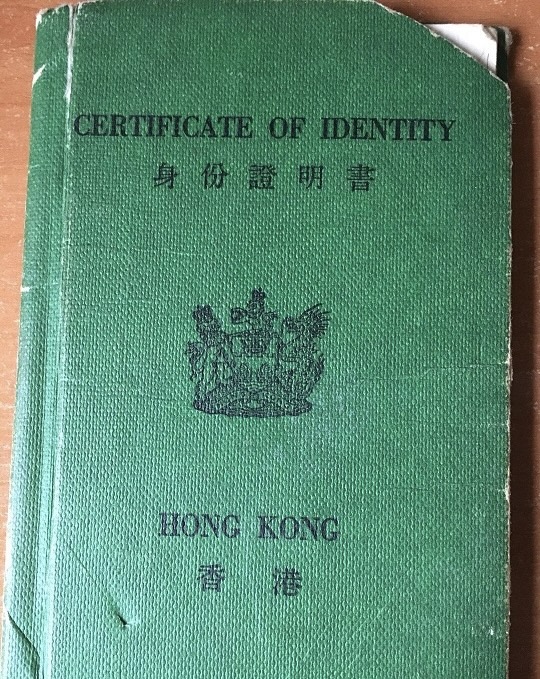 CERTIFICATE OF IDENTITY
身份證明書
HONG KONG
香港